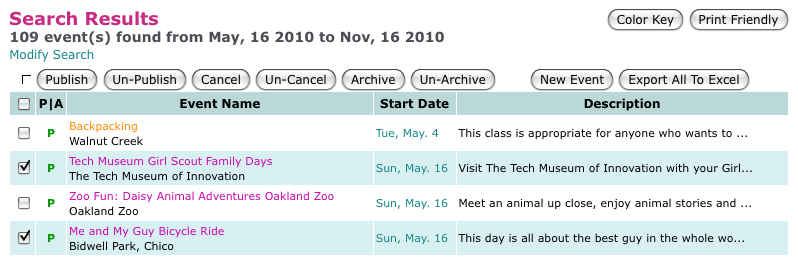 Search Results
Color Key
Print Friendly
109 event(s) found from May, 16 2010 to Nov, 16 2010
Modify Search
Publish Un-Publish Cancel Un-Cancel Archive Un-Archive New Event Export All To Excel
P|A Event Name Start Date Description
P Backpacking Tue, May. 4 This class is appropriate for anyone who wants to ...
Walnut Creek
P Tech Museum Girl Scout Family Days Sun, May. 16 Visit The Tech Museum of Innovation with your Girl...
The Tech Museum of Innovation
P Zoo Fun: Daisy Animal Adventures Oakland Zoo Sun, May. 16 Meet an animal up close, enjoy animal stories and ...
Oakland Zoo
P Me and My Guy Bicycle Ride Sun, May. 16 This day is all about the best guy in the whole wo...
Bidwell Park, Chico